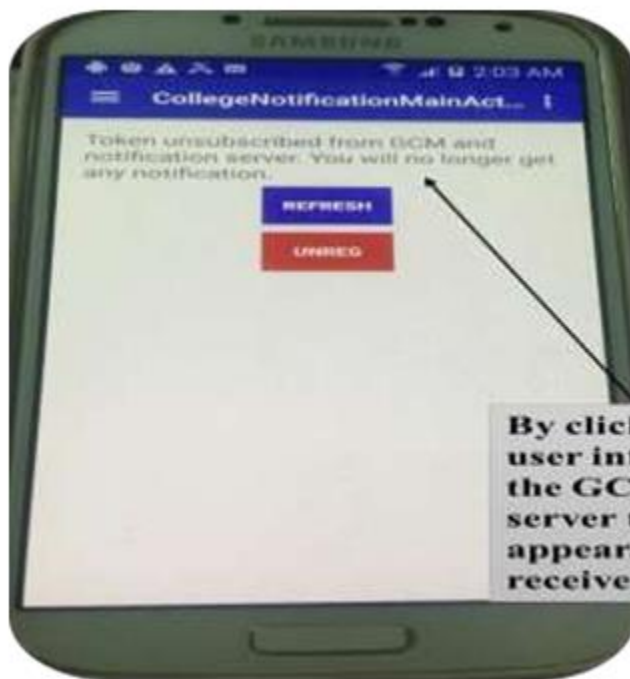 SAMSUNG
2:03 AM
CollegeNotificationMainAct...
Token unsubscribed from GCM and
notification server. You will no longer get
any notification.
REFRESH
UNREG
By clic
user in
the GC
server
appear
receive